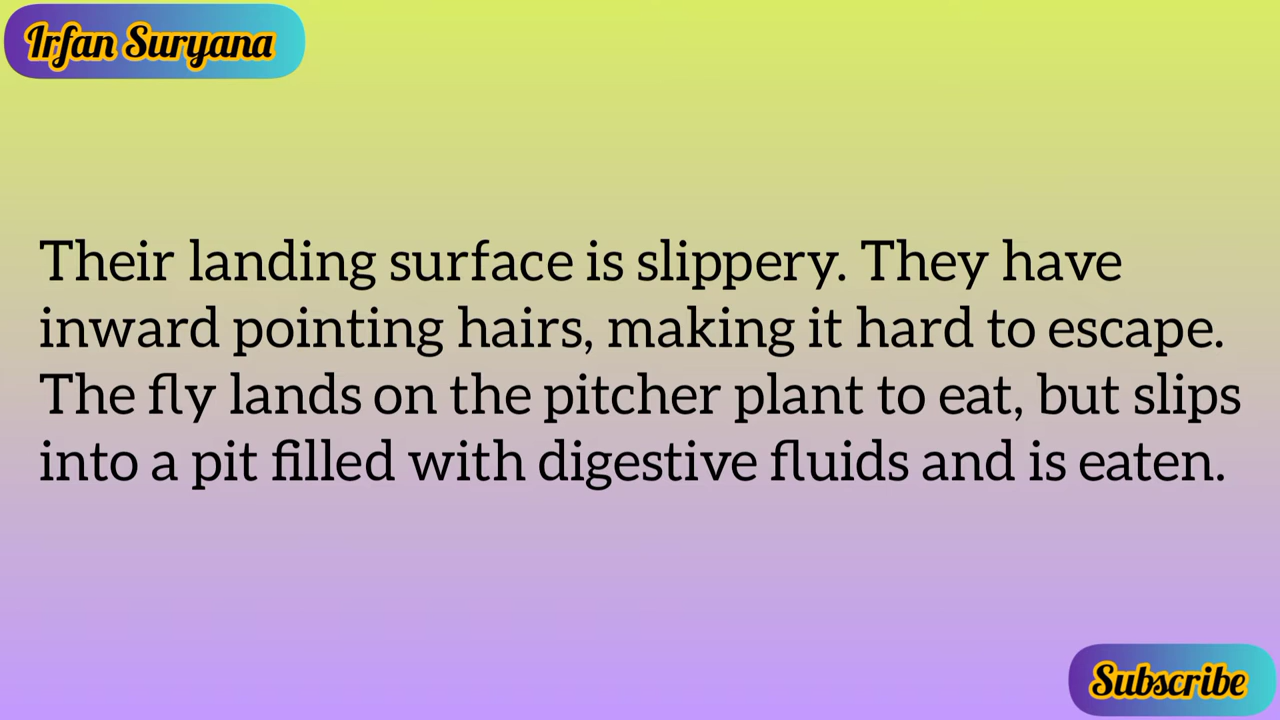 Irfan Suryana
Their landing surface is slippery. They have
inward pointing hairs, making it hard to escape.
The fly lands on the pitcher plant to eat, but slips
into a pit filled with digestive fluids and is eaten.
Subscribe